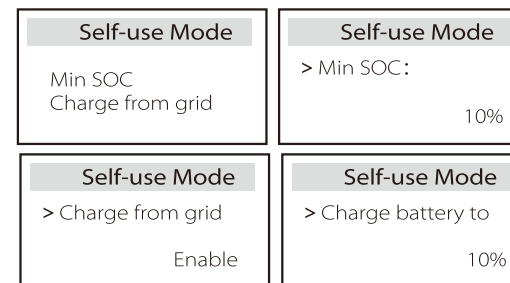 Self-use Mode
Min SOC
Charge from grid
Self-use Mode
> Min SOC:
10%
Self-use Mode
> Charge from grid
Enable
Self-use Mode
> Charge battery to
10%